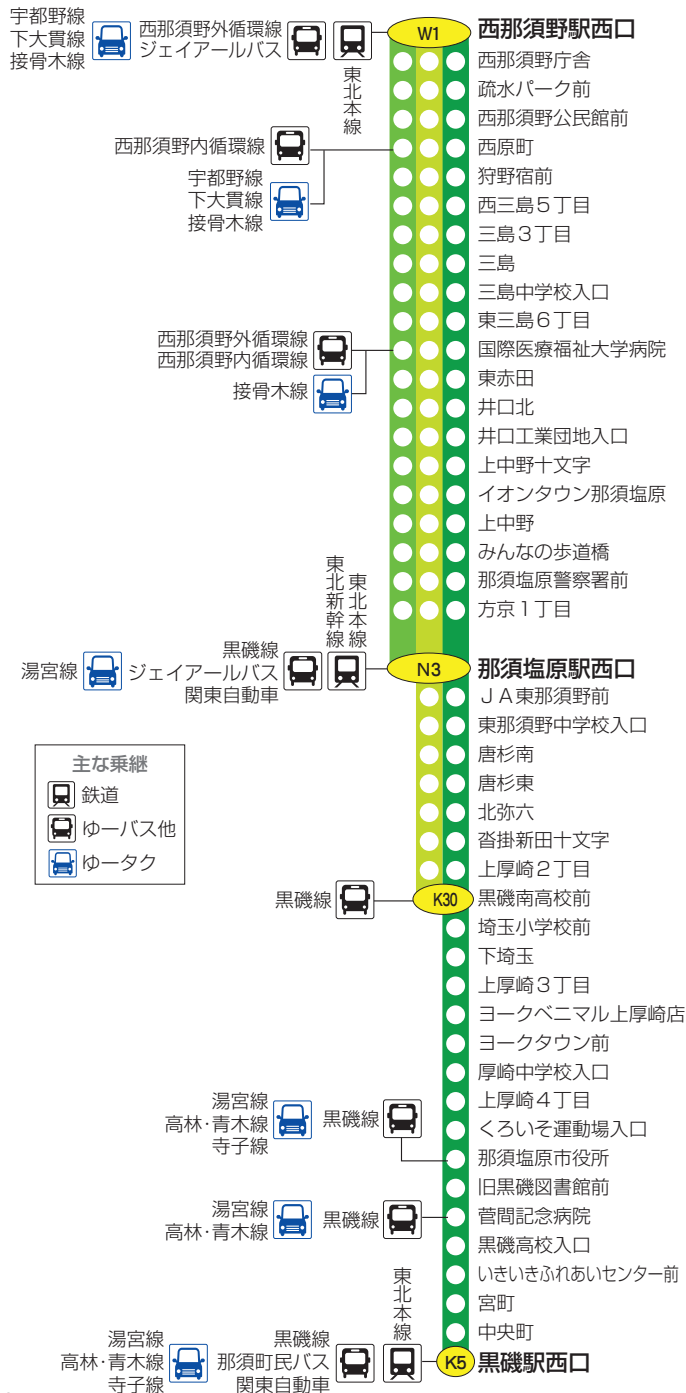 宇都野線
下大貫線
接骨木線
西那須野外循環線
ジェイアールバス
東北本線
W1
西那須野駅西口
西那須野庁舎
疏水パーク前
西那須野公民館前
西那須野内循環線
西原町
宇都野線
下大貫線
接骨木線
狩野宿前
西三島5丁目
三島3丁目
三島
三島中学校入口
東三島6丁目
西那須野外循環線
西那須野内循環線
国際医療福祉大学病院
接骨木線
東赤田
井口北
井口工業団地入口
上中野十文字
イオンタウン那須塩原
上中野
みんなの歩道橋
那須塩原警察署前
方京1丁目
東北新幹線
東北本線
湯宮線
黒磯線
ジェイアールバス
関東自動車
N3
那須塩原駅西口
JA東那須野前
東那須野中学校入口
唐杉南
唐杉東
北弥六
沓掛新田十文字
上厚崎2丁目
主な乗継
鉄道
ゆーバス他
ゆータク
黒磯線
K30
黒磯南高校前
埼玉小学校前
下埼玉
上厚崎3丁目
ヨークベニマル上厚崎店
ヨークタウン前
厚崎中学校入口
上厚崎4丁目
くろいそ運動場入口
湯宮線
高林・青木線
寺子線
黒磯線
那須塩原市役所
旧黒磯図書館前
湯宮線
高林・青木線
黒磯線
菅間記念病院
黒磯高校入口
いきいきふれあいセンター前
宮町
中央町
東北本線
湯宮線
高林・青木線
寺子線
黒磯線
那須町民バス
関東自動車
K5
黒磯駅西口